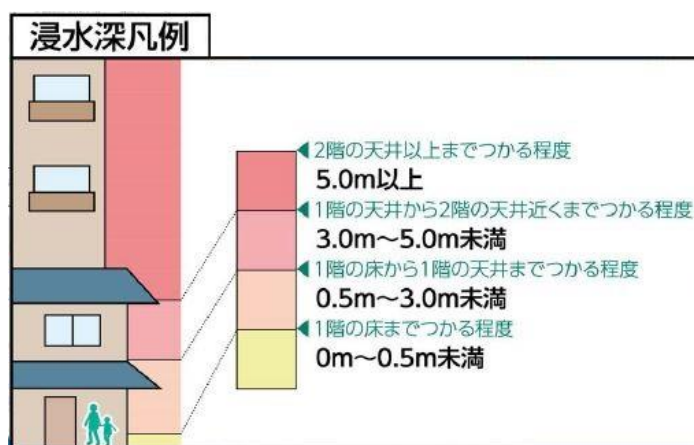 浸水深凡例
◀2階の天井以上までつかる程度
5.0m以上
◀1階の天井から2階の天井近くまでつかる程度
3.0m～5.0m未満
◀1階の床から1階の天井までつかる程度
0.5m～3.0m未満
◀1階の床までつかる程度
0m～0.5m未満